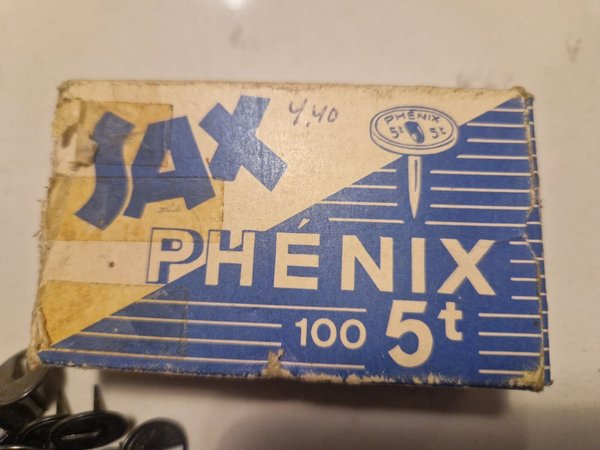 SAX
4,40
PHÉNIX
5t 5t
PHÉNIX
100 5t